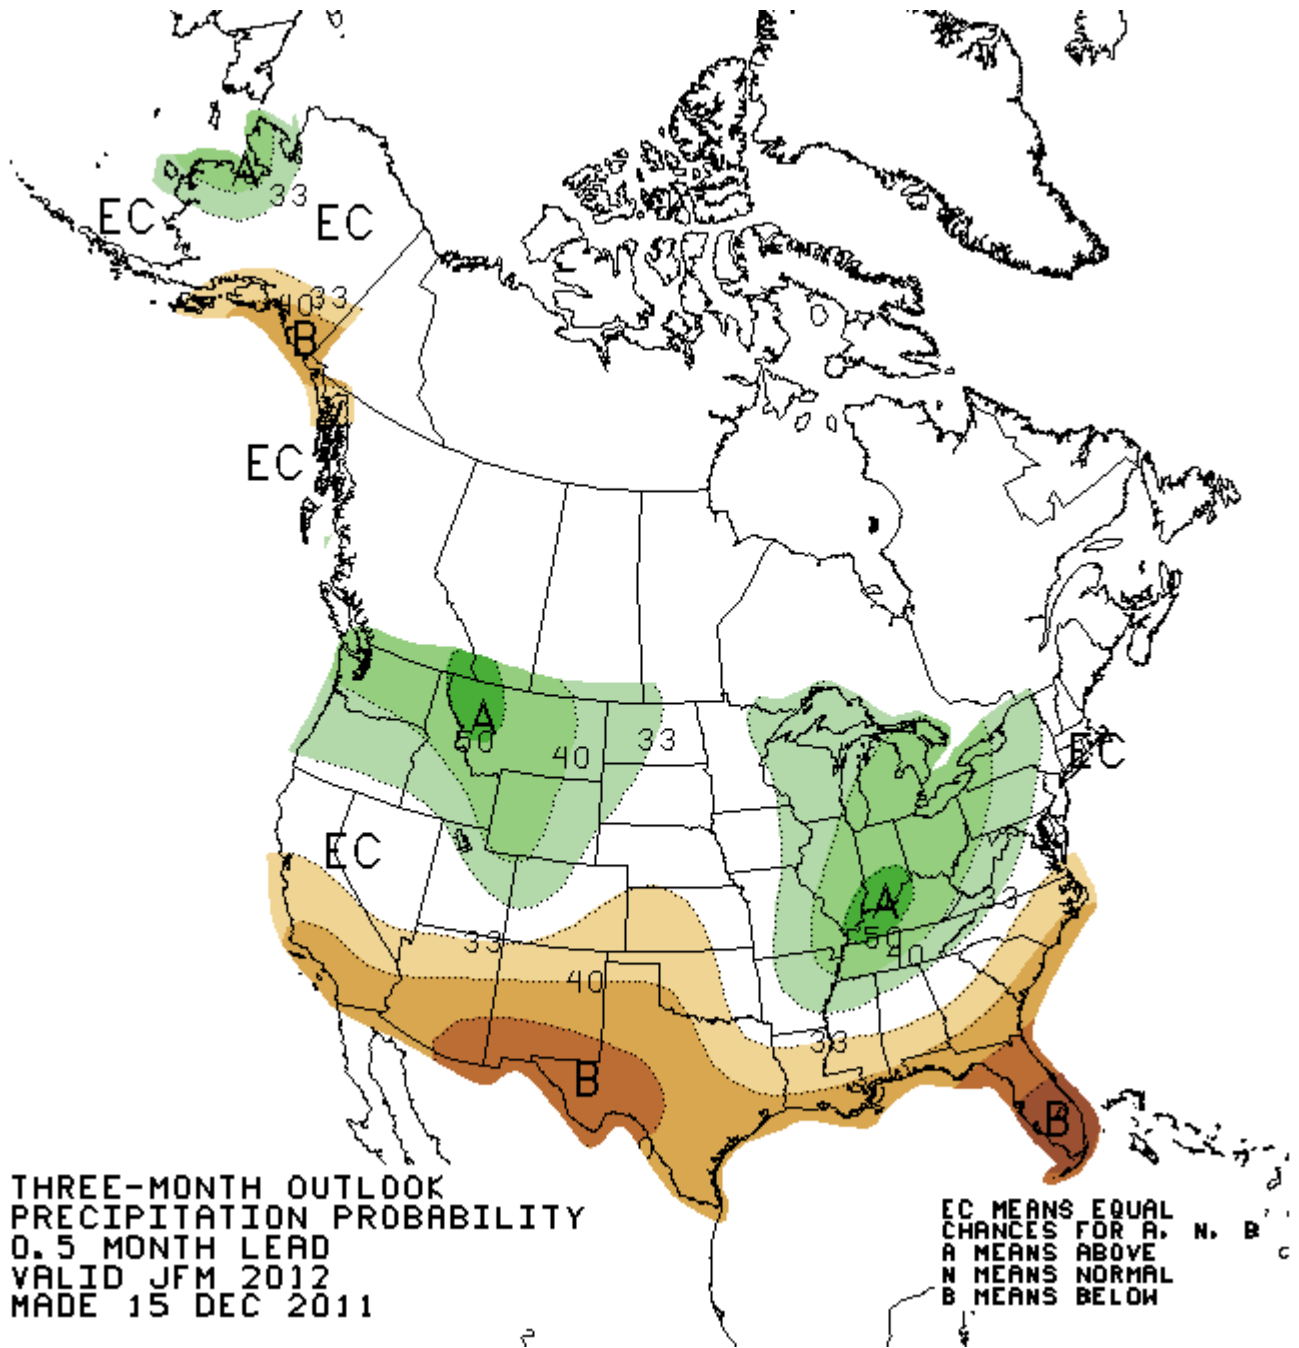 A
33
EC
EC
40
33
B
EC
A
50
40
33
EC
EC
A
50
40
3
33
40
33
B
B
THREE-MONTH OUTLOOK
PRECIPITATION PROBABILITY
0.5 MONTH LEAD
VALID JFM 2012
MADE 15 DEC 2011
EC MEANS EQUAL
CHANCES FOR A, N, B
A MEANS ABOVE
N MEANS NORMAL
B MEANS BELOW